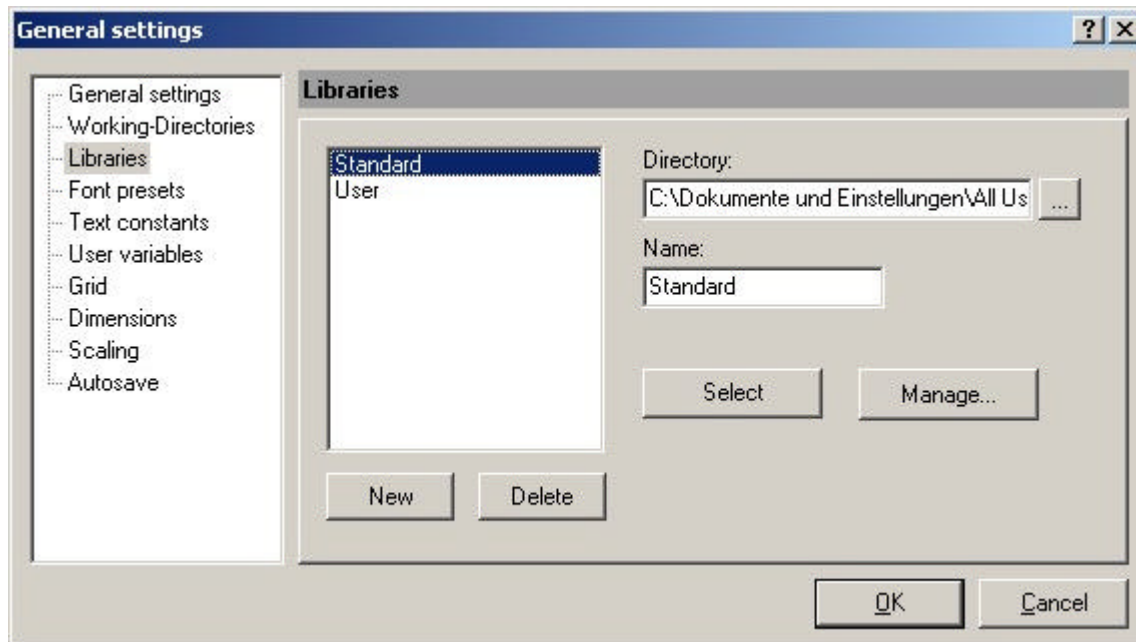 General settings
General settings
Working-Directories
Libraries
Font presets
Text constants
User variables
Grid
Dimensions
Scaling
Autosave
Libraries
Standard
User
Directory:
C:\Dokumente und Einstellungen\All Us
...
Name:
Standard
Select
Manage...
New
Delete
OK
Cancel